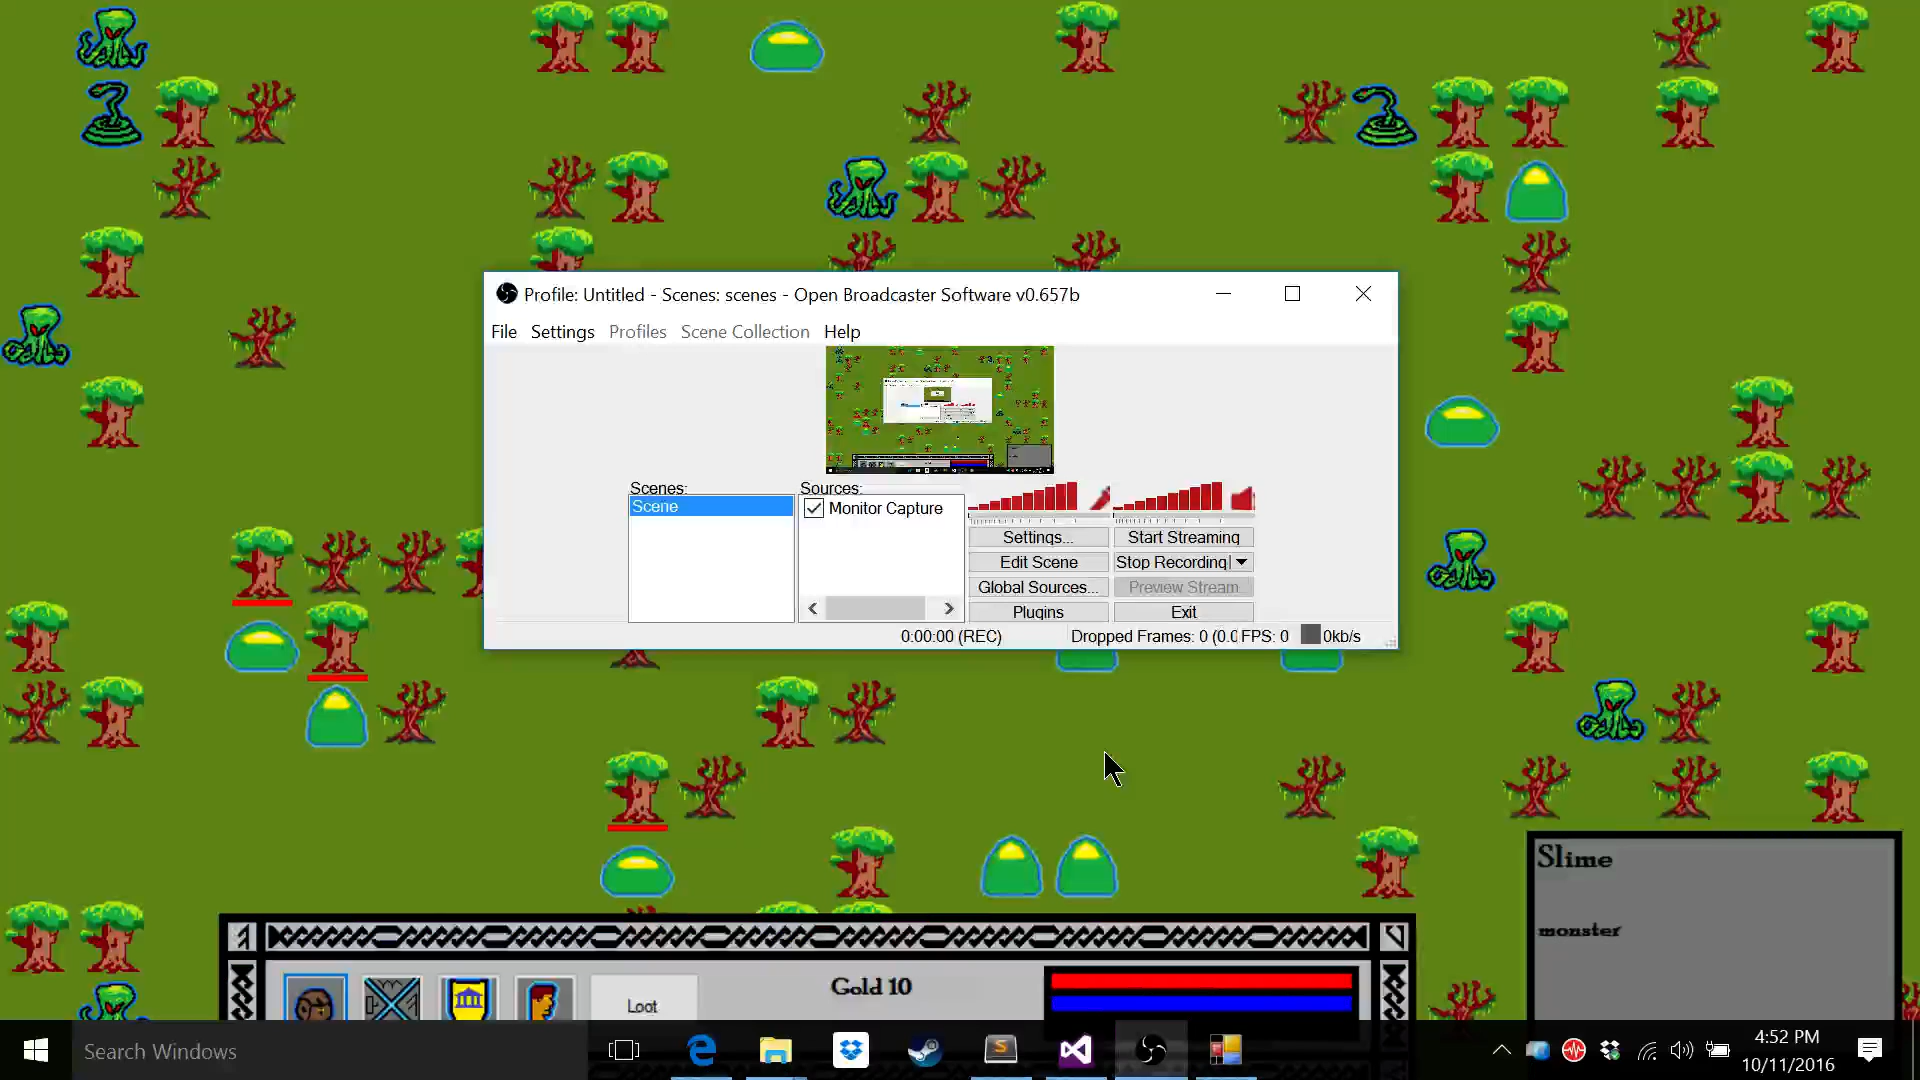 Profile: Untitled - Scenes: scenes - Open Broadcaster Software v0.657b
File Settings Profiles Scene Collection Help
Scenes:
Sources:
Scene
Monitor Capture
Settings...
Start Streaming
Edit Scene
Stop Recording
Global Sources...
Preview Stream
Plugins
Exit
0:00:00 (REC)
Dropped Frames: 0 (0.0
FPS: 0
0kb/s
Slime
monster
Gold 10
Loot
Search Windows
4:52 PM
10/11/2016